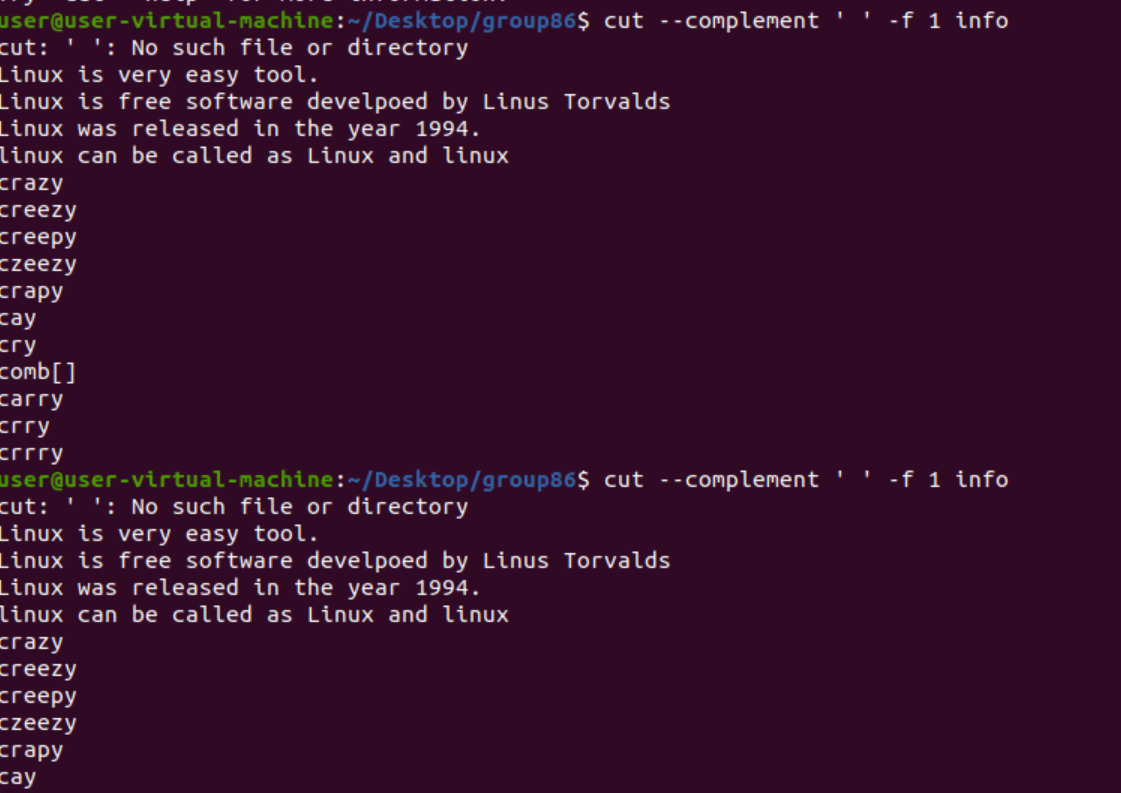 user@user-virtual-machine:~/Desktop/group86$ cut --complement ' ' -f 1 info
cut: ' ': No such file or directory
Linux is very easy tool.
Linux is free software develpoed by Linus Torvalds
Linux was released in the year 1994.
linux can be called as Linux and linux
crazy
creezy
creepy
czeezy
crapy
cay
cry
comb[]
carry
crry
crrry
user@user-virtual-machine:~/Desktop/group86$ cut --complement ' ' -f 1 info
cut: ' ': No such file or directory
Linux is very easy tool.
Linux is free software develpoed by Linus Torvalds
Linux was released in the year 1994.
linux can be called as Linux and linux
crazy
creezy
creepy
czeezy
crapy
cay